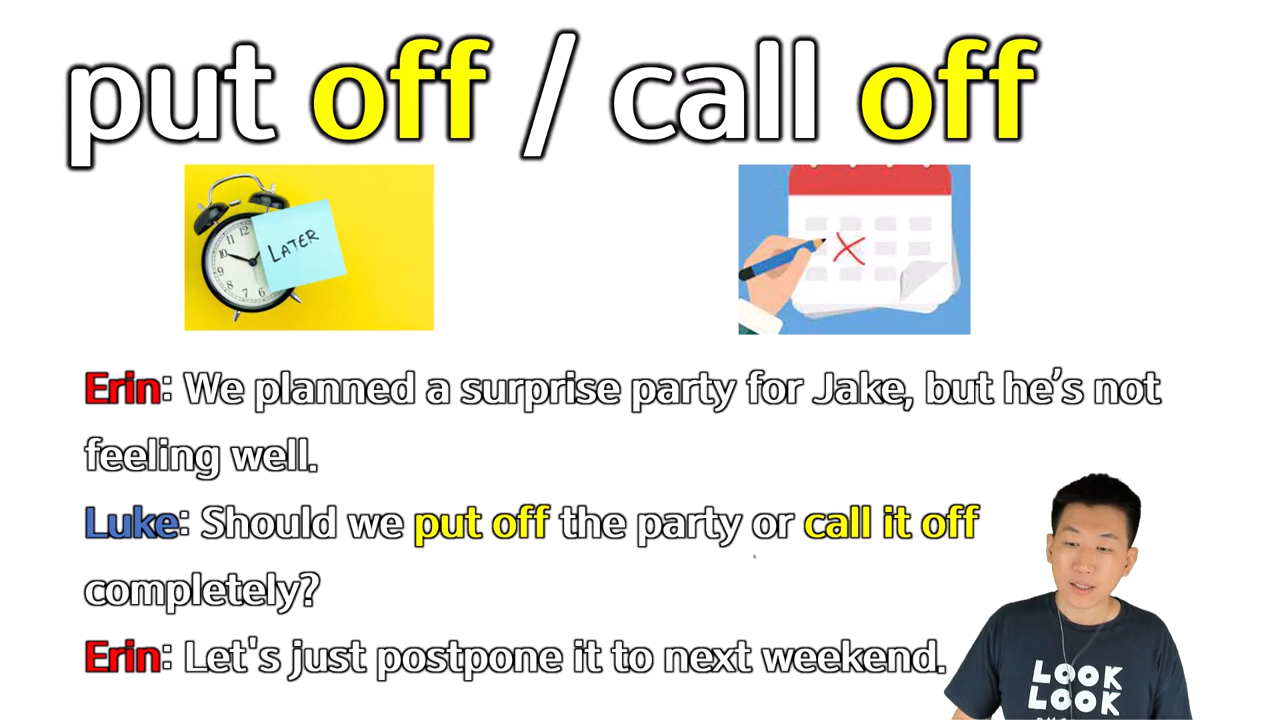 put off / call off
LATER
Erin: We planned a surprise party for Jake, but he’s not
feeling well.
Luke: Should we put off the party or call it off
completely?
Erin: Let's just postpone it to next weekend.
LOOK
LOOK